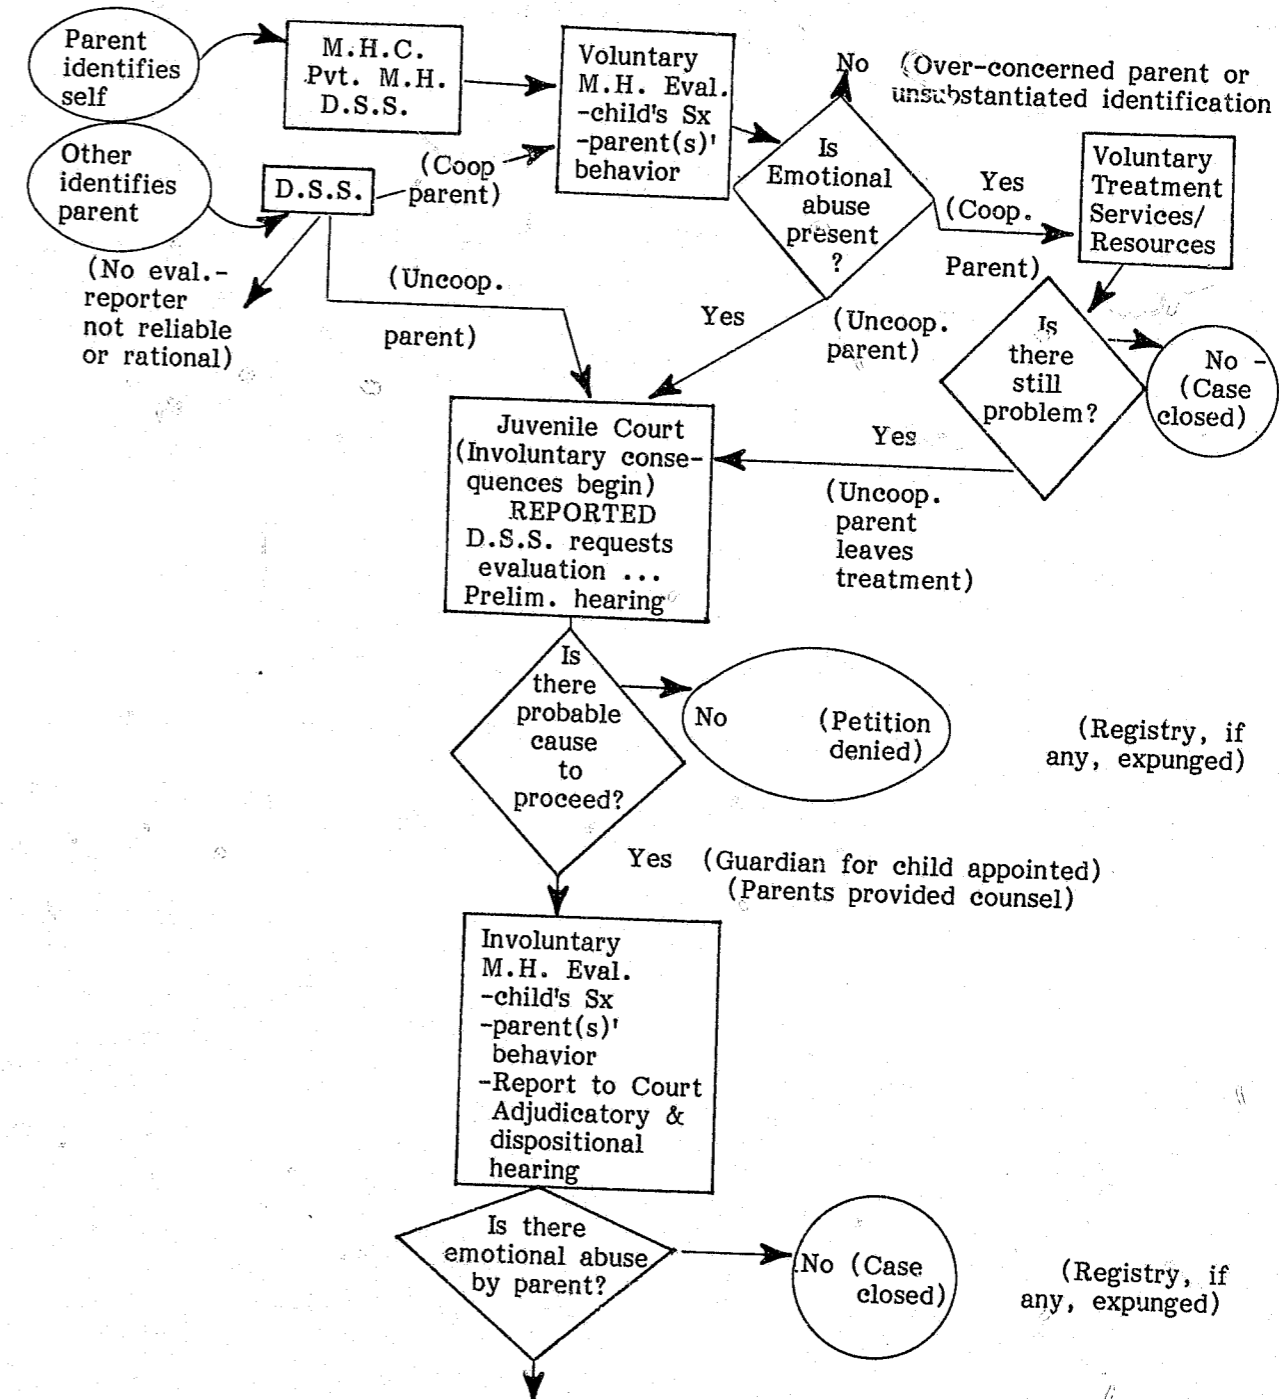 Parent
identifies
self
M.H.C.
Pvt. M.H.
D.S.S.
Voluntary
M.H. Eval.
-child's Sx
-parent(s)'
behavior
No (Over-concerned parent or
unsubstantiated identification
Is
Emotional
abuse
present
?
Yes
(Coop.
Parent)
Voluntary
Treatment
Services/
Resources
Other
identifies
parent
D.S.S.
(Coop
parent)
(No eval.-
reporter
not reliable
or rational)
(Uncoop.
parent)
Yes
(Uncoop.
parent)
Is
there
still
problem?
No -
(Case
closed)
Juvenile Court
(Involuntary conse-
quences begin)
REPORTED
D.S.S. requests
evaluation ...
Prelim. hearing
Yes
(Uncoop.
parent
leaves
treatment)
Is
there
probable
cause
to
proceed?
No (Petition
denied)
(Registry, if
any, expunged)
Yes (Guardian for child appointed)
(Parents provided counsel)
Involuntary
M.H. Eval.
-child's Sx
-parent(s)'
behavior
-Report to Court
Adjudicatory &
dispositional
hearing
Is there
emotional abuse
by parent?
No (Case
closed)
(Registry, if
any, expunged)